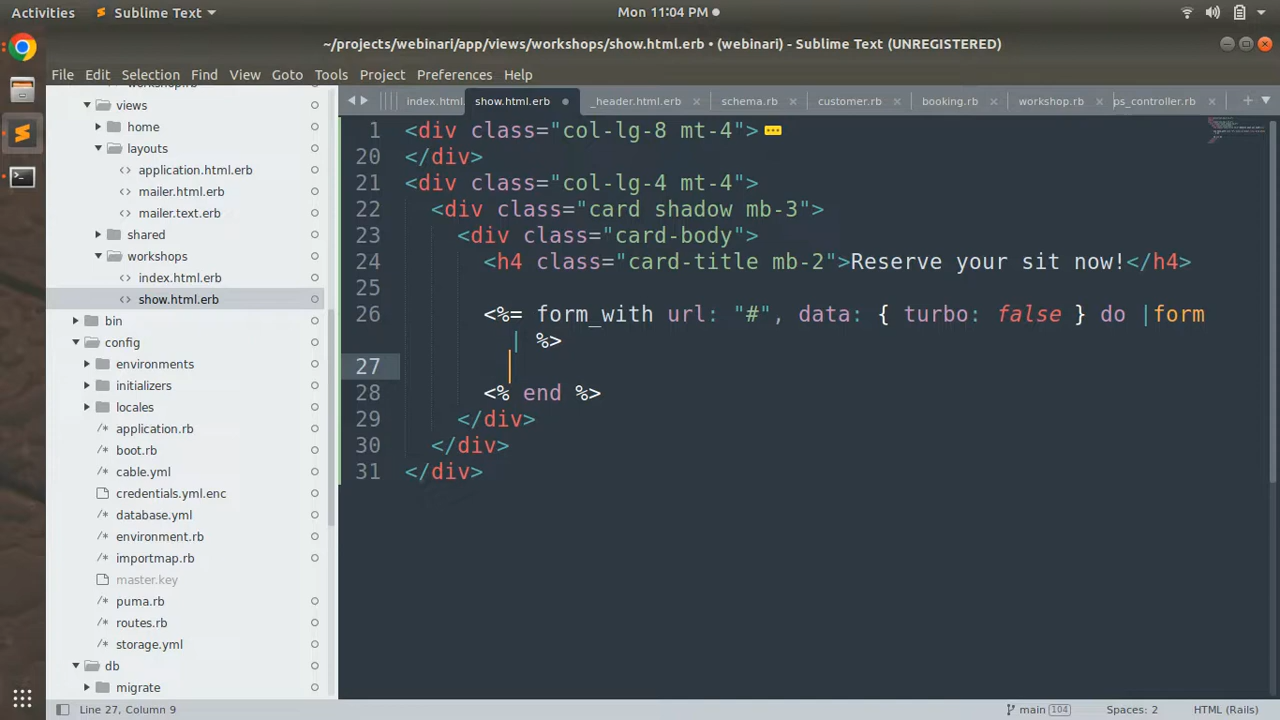 Activities Sublime Text Mon 11:04 PM
~/projects/webinari/app/views/workshops/show.html.erb • (webinari) - Sublime Text (UNREGISTERED)
File Edit Selection Find View Goto Tools Project Preferences Help
workshop.rb
views
home
layouts
application.html.erb
mailer.html.erb
mailer.text.erb
shared
workshops
index.html.erb
show.html.erb
bin
config
environments
initializers
locales
application.rb
boot.rb
cable.yml
credentials.yml.enc
database.yml
environment.rb
importmap.rb
master.key
puma.rb
routes.rb
storage.yml
db
migrate
index.html. show.html.erb _header.html.erb schema.rb customer.rb booking.rb workshop.rb ps_controller.rb
1 <div class="col-lg-8 mt-4">
20 </div>
21 <div class="col-lg-4 mt-4">
22 <div class="card shadow mb-3">
23 <div class="card-body">
24 <h4 class="card-title mb-2">Reserve your sit now!</h4>
25
26 <%= form_with url: "#", data: { turbo: false } do |form
| %>
27
28 <% end %>
29 </div>
30 </div>
31 </div>
Line 27, Column 9 main 104 Spaces: 2 HTML (Rails)